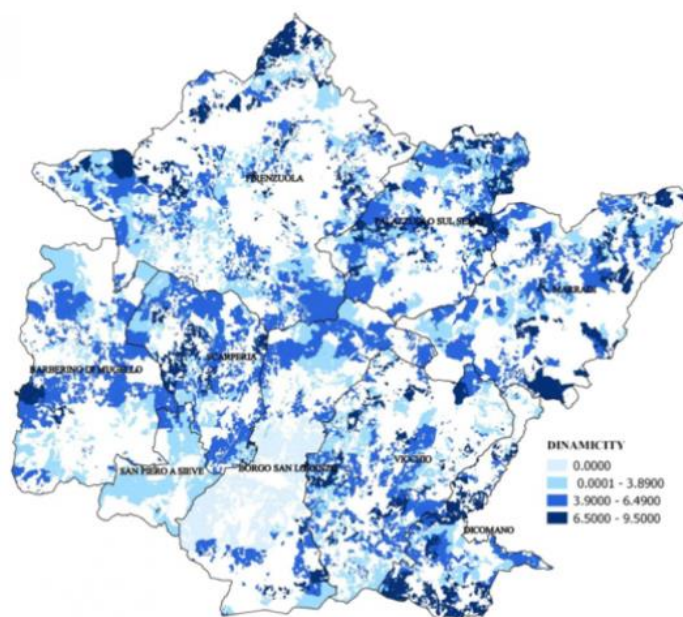 FIRENZUOLA
PALAZZUOLO SUL SENIO
MARRADI
SCARPERIA
BARBERINO DI MUGELLO
SAN PIERO A SIEVE
BORGO SAN LORENZO
VICCHIO
DICOMANO
DINAMICITY
0.0000
0.0001 - 3.8900
3.9000 - 6.4900
6.5000 - 9.5000